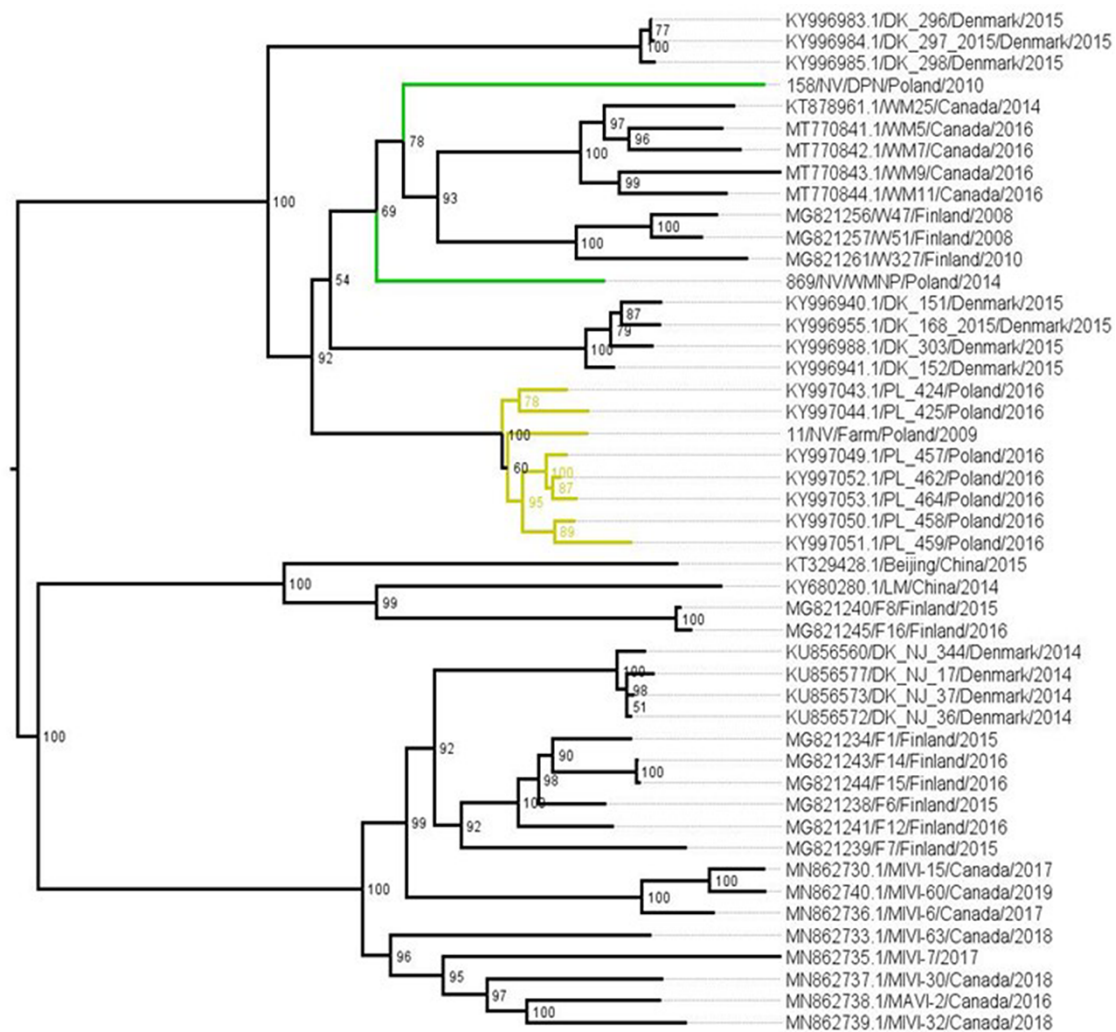 KY996983.1/DK_296/Denmark/2015
77
KY996984.1/DK_297_2015/Denmark/2015
100
KY996985.1/DK_298/Denmark/2015
158/NV/DPN/Poland/2010
KT878961.1/WM25/Canada/2014
97
MT770841.1/WM5/Canada/2016
96
78
MT770842.1/WM7/Canada/2016
100
MT770843.1/WM9/Canada/2016
99
MT770844.1/WM11/Canada/2016
93
100
69
MG821256/W47/Finland/2008
100
MG821257/W51/Finland/2008
100
MG821261/W327/Finland/2010
54
869/NV/WMNP/Poland/2014
KY996940.1/DK_151/Denmark/2015
87
KY996955.1/DK_168_2015/Denmark/2015
79
KY996988.1/DK_303/Denmark/2015
100
92
KY996941.1/DK_152/Denmark/2015
KY997043.1/PL_424/Poland/2016
78
KY997044.1/PL_425/Poland/2016
100
11/NV/Farm/Poland/2009
KY997049.1/PL_457/Poland/2016
60
100
KY997052.1/PL_462/Poland/2016
87
KY997053.1/PL_464/Poland/2016
95
KY997050.1/PL_458/Poland/2016
89
KY997051.1/PL_459/Poland/2016
KT329428.1/Beijing/China/2015
100
KY680280.1/LM/China/2014
99
MG821240/F8/Finland/2015
100
MG821245/F16/Finland/2016
KU856560/DK_NJ_344/Denmark/2014
100
KU856577/DK_NJ_17/Denmark/2014
98
KU856573/DK_NJ_37/Denmark/2014
51
KU856572/DK_NJ_36/Denmark/2014
100
92
MG821234/F1/Finland/2015
90
MG821243/F14/Finland/2016
100
98
MG821244/F15/Finland/2016
100
MG821238/F6/Finland/2015
99
92
MG821241/F12/Finland/2016
MG821239/F7/Finland/2015
MN862730.1/MIVI-15/Canada/2017
100
100
MN862740.1/MIVI-60/Canada/2019
100
MN862736.1/MIVI-6/Canada/2017
MN862733.1/MIVI-63/Canada/2018
96
MN862735.1/MIVI-7/2017
95
MN862737.1/MIVI-30/Canada/2018
97
MN862738.1/MAVI-2/Canada/2016
100
MN862739.1/MIVI-32/Canada/2018